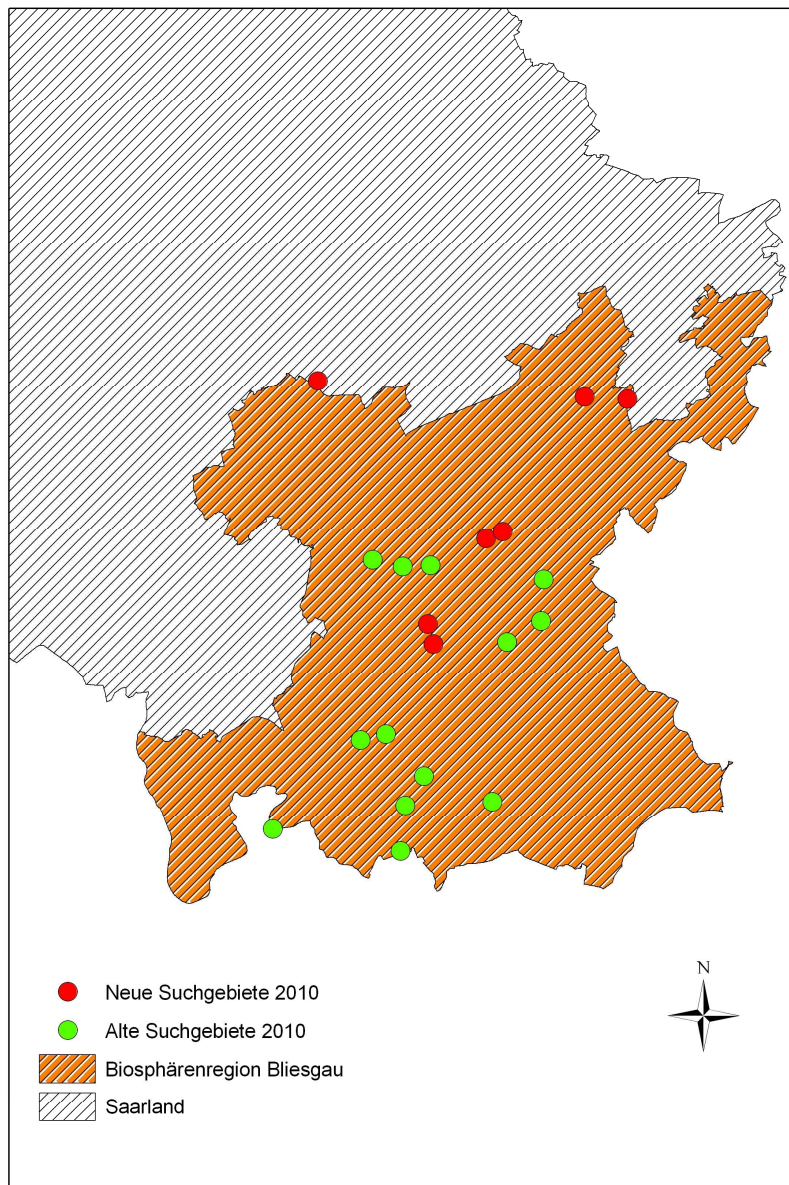 N
Neue Suchgebiete 2010
Alte Suchgebiete 2010
Biosphärenregion Bliesgau
Saarland